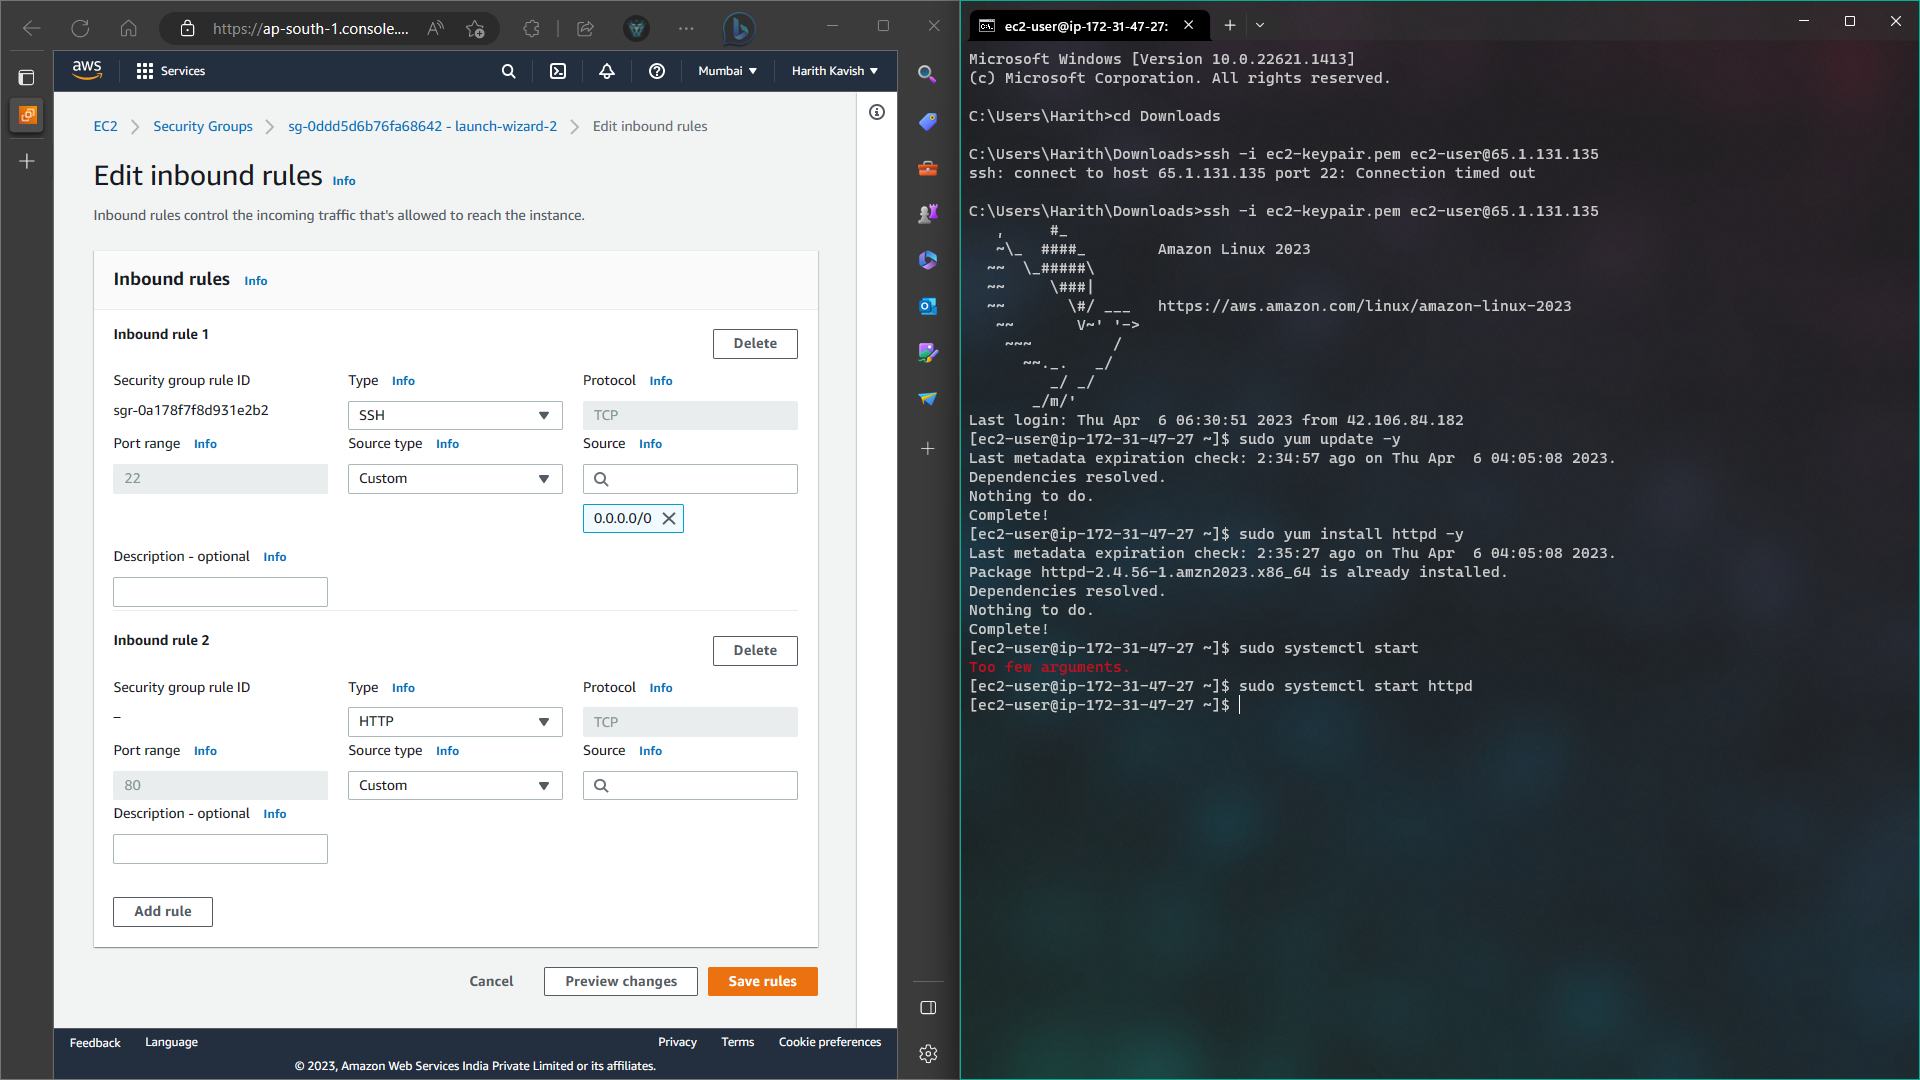 https://ap-south-1.console....
aws
Services
Mumbai
Harith Kavish
EC2
Security Groups
sg-0ddd5d6b76fa68642 - launch-wizard-2
Edit inbound rules
Edit inbound rules Info
Inbound rules control the incoming traffic that's allowed to reach the instance.
Inbound rules Info
Inbound rule 1
Delete
Security group rule ID
Type Info
Protocol Info
sgr-0a178f7f8d931e2b2
SSH
TCP
Port range Info
Source type Info
Source Info
22
Custom
0.0.0.0/0
Description - optional Info
Inbound rule 2
Delete
Security group rule ID
Type Info
Protocol Info
–
HTTP
TCP
Port range Info
Source type Info
Source Info
80
Custom
Description - optional Info
Add rule
Cancel
Preview changes
Save rules
Feedback
Language
Privacy
Terms
Cookie preferences
© 2023, Amazon Web Services India Private Limited or its affiliates.
ec2-user@ip-172-31-47-27:
Microsoft Windows [Version 10.0.22621.1413]
(c) Microsoft Corporation. All rights reserved.
C:\Users\Harith>cd Downloads
C:\Users\Harith\Downloads>ssh -i ec2-keypair.pem ec2-user@65.1.131.135
ssh: connect to host 65.1.131.135 port 22: Connection timed out
C:\Users\Harith\Downloads>ssh -i ec2-keypair.pem ec2-user@65.1.131.135
   ,     #_
   ~\_  ####_        Amazon Linux 2023
  ~~  \_#####\
  ~~     \###|
  ~~       \#/ ___   https://aws.amazon.com/linux/amazon-linux-2023
   ~~       V~' '->
    ~~~         /
      ~~._.   _/
         _/ _/
       _/m/'
Last login: Thu Apr  6 06:30:51 2023 from 42.106.84.182
[ec2-user@ip-172-31-47-27 ~]$ sudo yum update -y
Last metadata expiration check: 2:34:57 ago on Thu Apr  6 04:05:08 2023.
Dependencies resolved.
Nothing to do.
Complete!
[ec2-user@ip-172-31-47-27 ~]$ sudo yum install httpd -y
Last metadata expiration check: 2:35:27 ago on Thu Apr  6 04:05:08 2023.
Package httpd-2.4.56-1.amzn2023.x86_64 is already installed.
Dependencies resolved.
Nothing to do.
Complete!
[ec2-user@ip-172-31-47-27 ~]$ sudo systemctl start
Too few arguments.
[ec2-user@ip-172-31-47-27 ~]$ sudo systemctl start httpd
[ec2-user@ip-172-31-47-27 ~]$